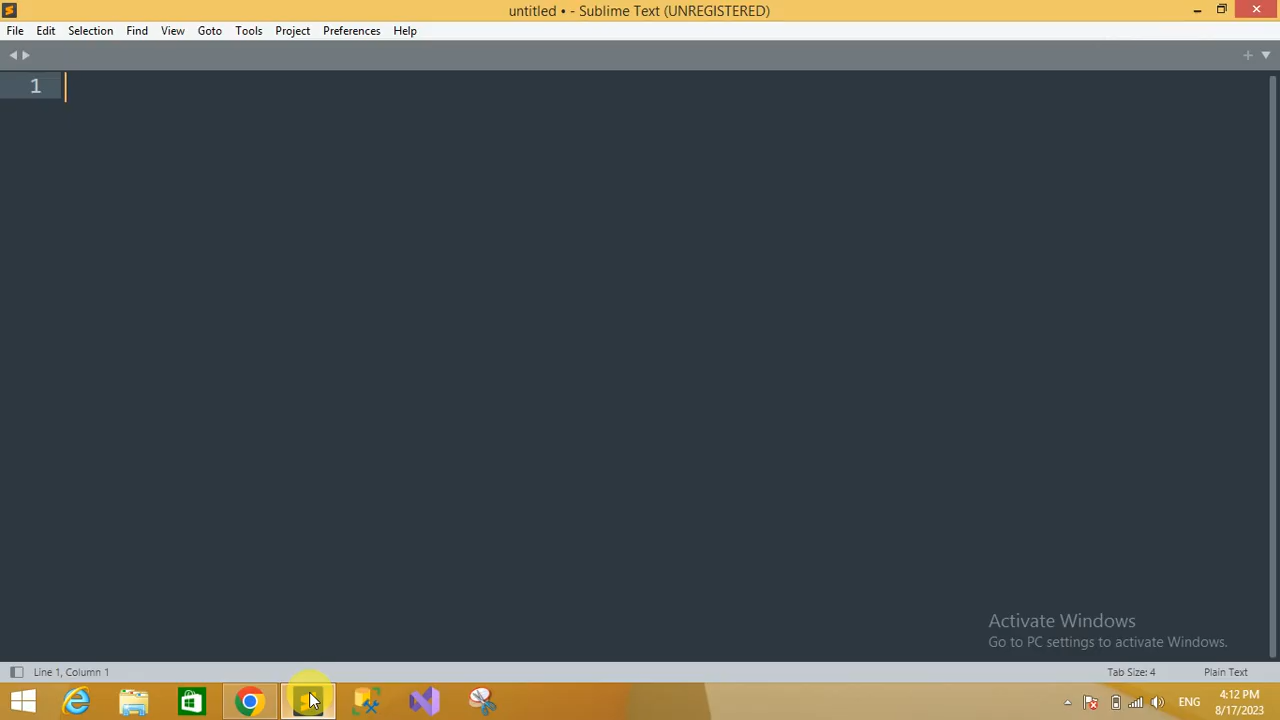 untitled • - Sublime Text (UNREGISTERED)
File Edit Selection Find View Goto Tools Project Preferences Help
1
Activate Windows
Go to PC settings to activate Windows.
Line 1, Column 1 Tab Size: 4 Plain Text
ENG 4:12 PM
8/17/2023